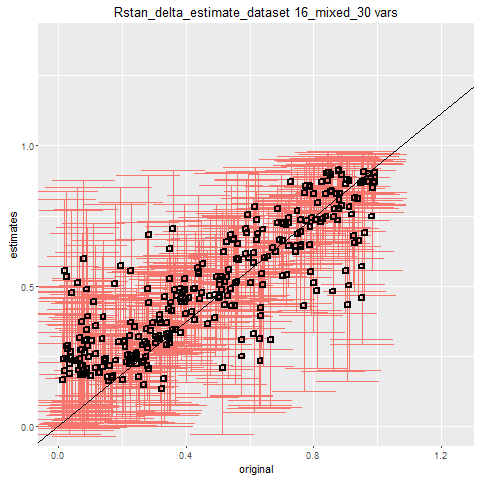 Rstan_delta_estimate_dataset 16_mixed_30 vars
1.0
0.5
0.0
estimates
0.0 0.4 0.8 1.2
original